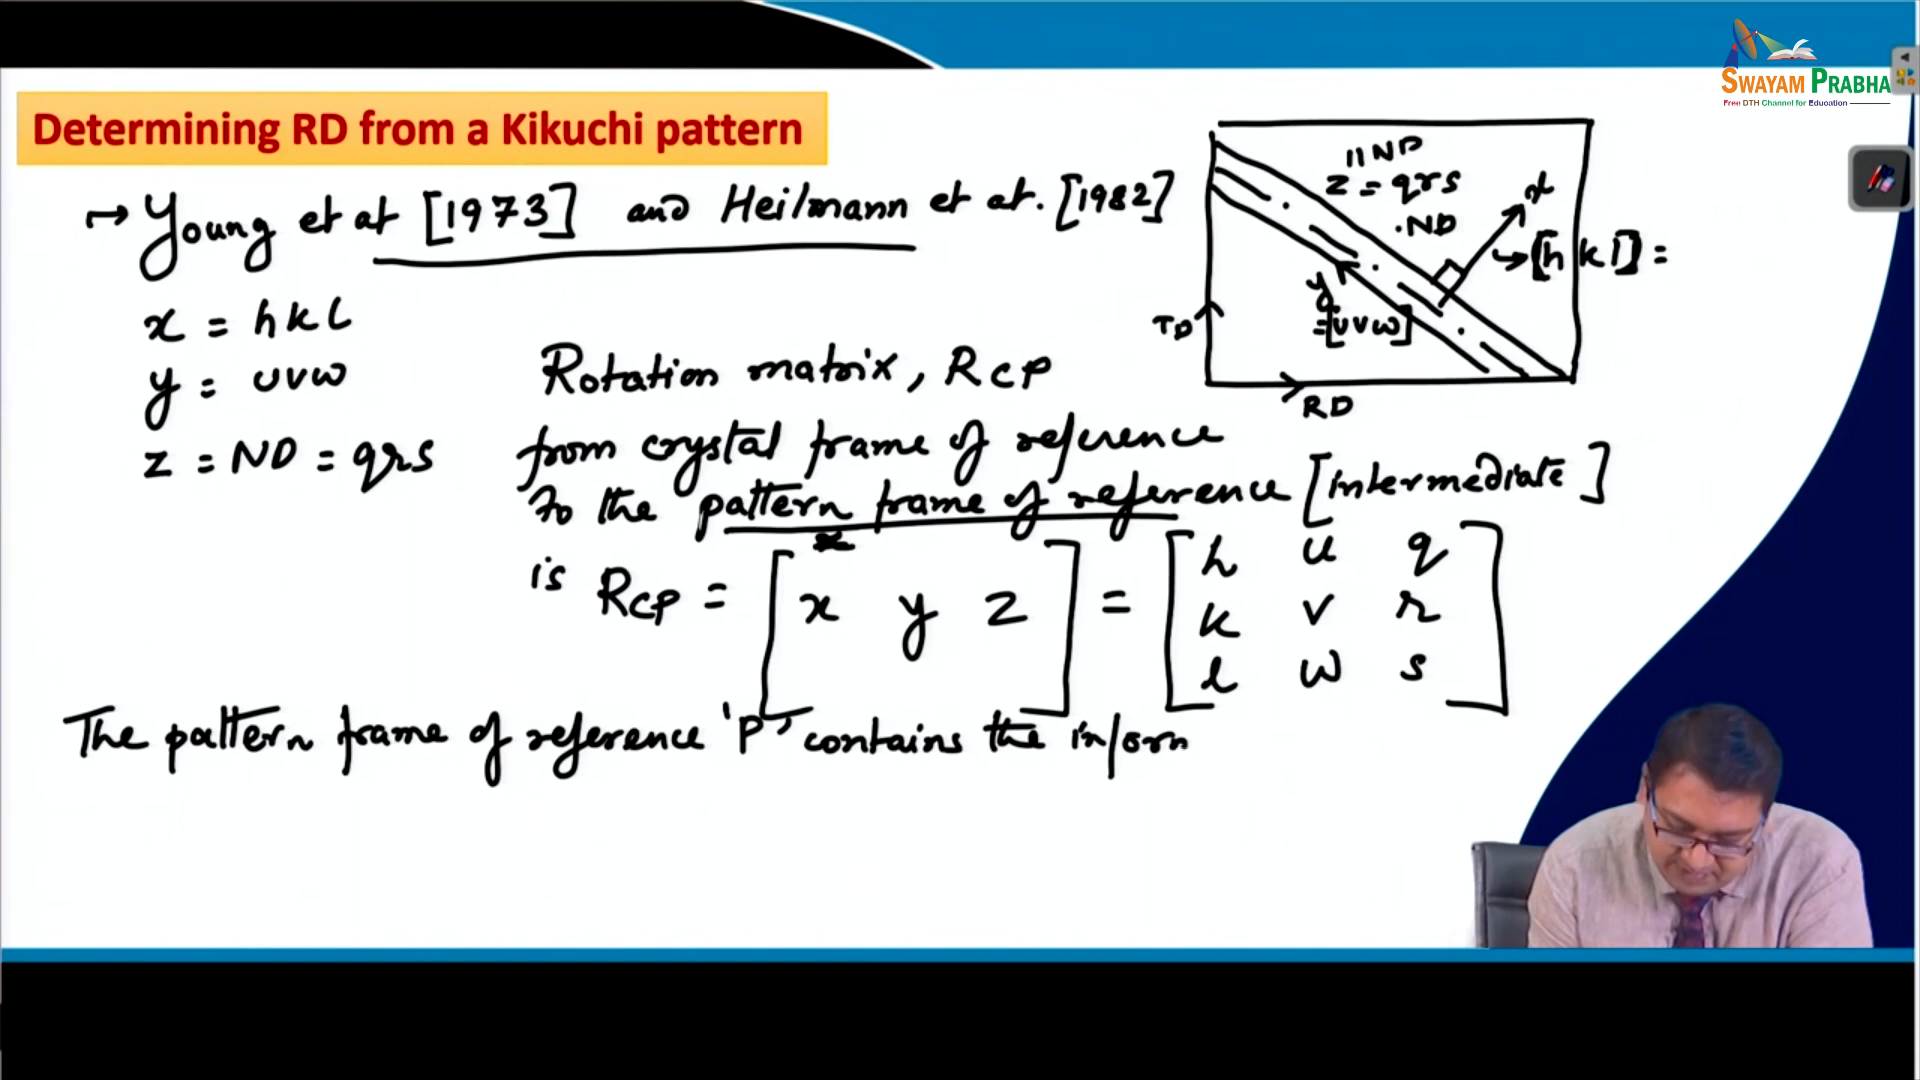 SWAYAM PRABHA
Free DTH Channel for Education
Determining RD from a Kikuchi pattern
→ Young et at [1973] and Heilmann et at. [1982]
x = hkl
y = uvw
z = ND = qrs
Rotation matrix, RCP
from crystal frame of reference
to the pattern frame of reference [intermediate]
is RCP = [x y z] = [h u q
k v r
l w s]
The pattern frame of reference 'P' contains the inform
|| ND
z = qrs
.ND
x
→ [hkl] =
y
= [uvw]
TD
RD